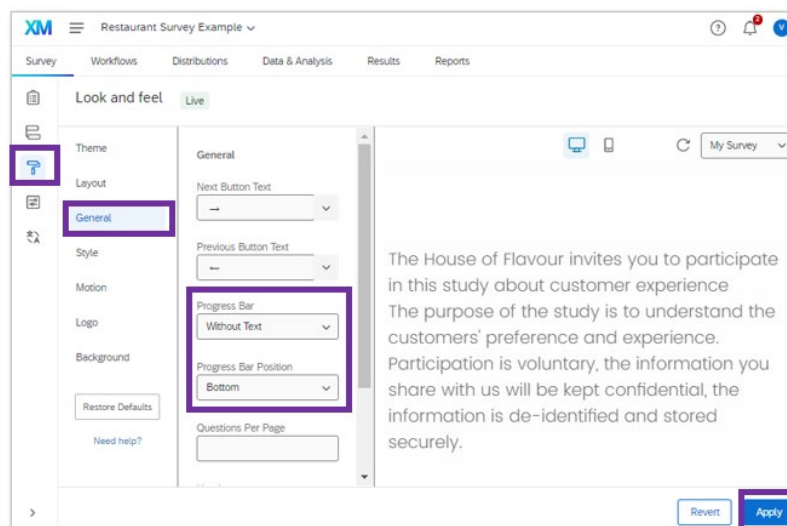 XM Restaurant Survey Example 2 V
Survey Workflows Distributions Data & Analysis Results Reports
Look and feel Live
Theme
Layout
General
Style
Motion
Logo
Background
Restore Defaults
Need help?
General
Next Button Text
→
Previous Button Text
←
Progress Bar
Without Text
Progress Bar Position
Bottom
Questions Per Page
My Survey
The House of Flavour invites you to participate
in this study about customer experience
The purpose of the study is to understand the
customers' preference and experience.
Participation is voluntary, the information you
share with us will be kept confidential, the
information is de-identified and stored
securely.
Revert Apply